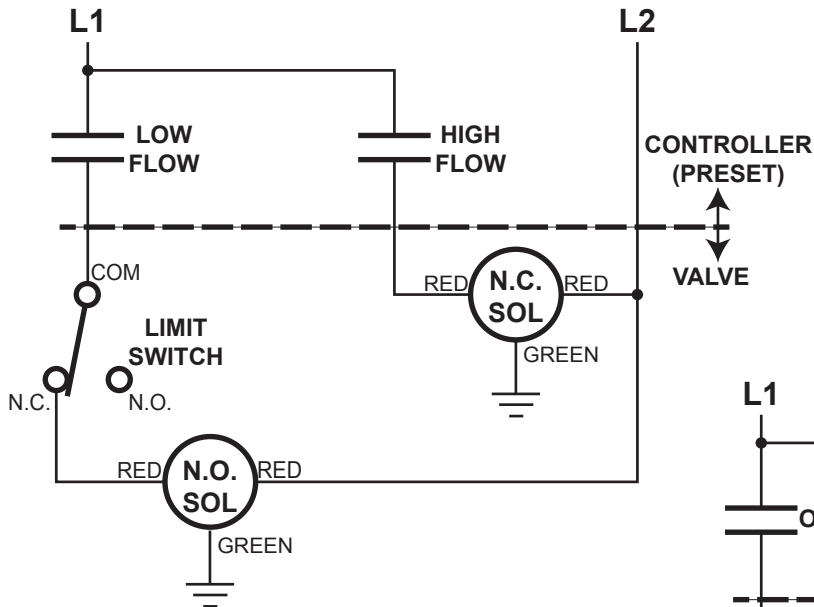 L1
L2
LOW
FLOW
HIGH
FLOW
CONTROLLER
(PRESET)
VALVE
COM
LIMIT
SWITCH
N.C.
N.O.
RED
N.C.
SOL
RED
GREEN
RED
N.O.
SOL
RED
GREEN
L1
O